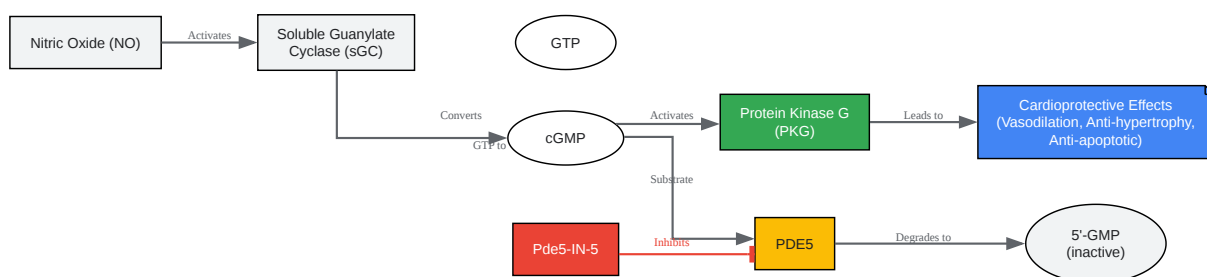 Nitric Oxide (NO)
Activates
Soluble Guanylate
Cyclase (sGC)
GTP
Converts
GTP to
cGMP
Activates
Protein Kinase G
(PKG)
Leads to
Cardioprotective Effects
(Vasodilation, Anti-hypertrophy,
Anti-apoptotic)
Substrate
Pde5-IN-5
Inhibits
PDE5
Degrades to
5'-GMP
(inactive)